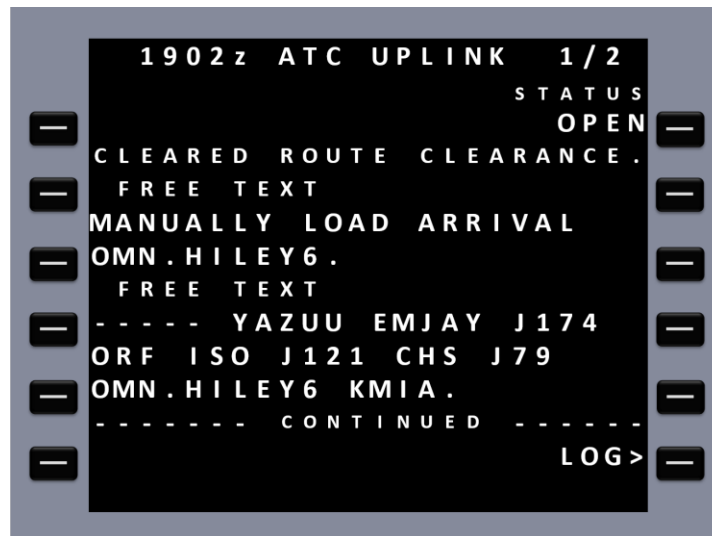 1902z ATC UPLINK 1/2
STATUS
OPEN
CLEARED ROUTE CLEARANCE.
FREE TEXT
MANUALLY LOAD ARRIVAL
OMN.HILEY6.
FREE TEXT
----- YAZUU EMJAY J174
ORF ISO J121 CHS J79
OMN.HILEY6 KMIA.
------- CONTINUED ------
LOG>